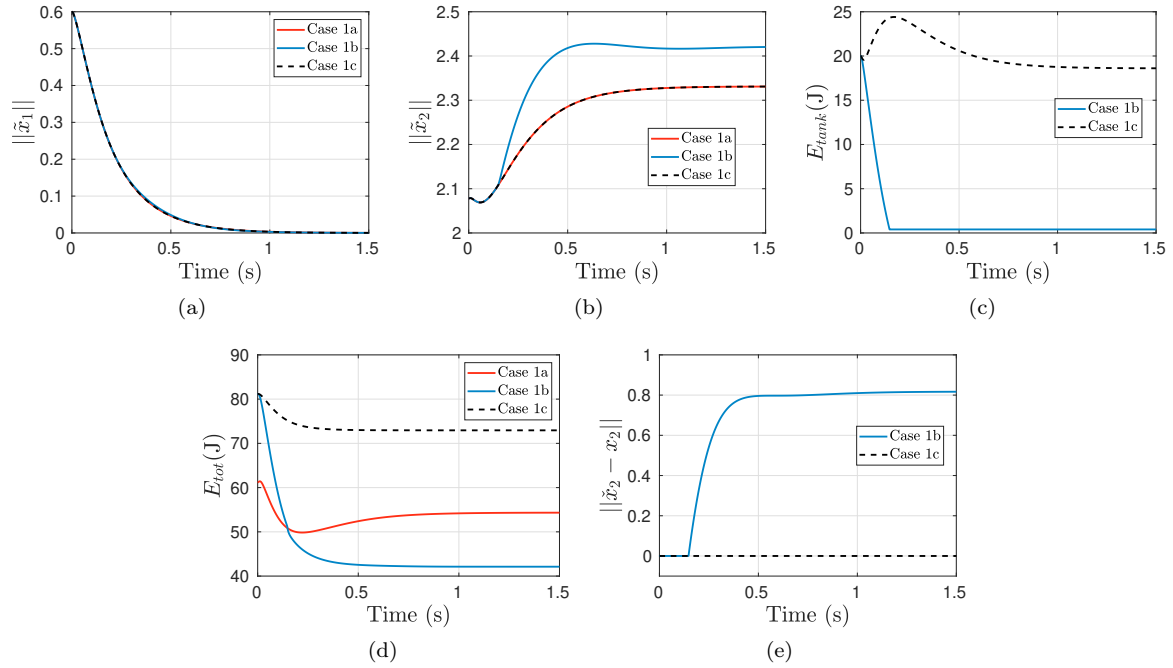 0.6
0.5
0.4
0.3
0.2
0.1
0
||x̃₁||
0
0.5
1
1.5
Time (s)
Case 1a
Case 1b
Case 1c
(a)
2.5
2.4
2.3
2.2
2.1
2
||x̃₂||
0
0.5
1
1.5
Time (s)
Case 1a
Case 1b
Case 1c
(b)
25
20
15
10
5
0
E_tank(J)
0
0.5
1
1.5
Time (s)
Case 1b
Case 1c
(c)
90
80
70
60
50
40
E_tot(J)
0
0.5
1
1.5
Time (s)
Case 1a
Case 1b
Case 1c
(d)
1
0.8
0.6
0.4
0.2
0
||x̌₂ − x₂||
0
0.5
1
1.5
Time (s)
Case 1b
Case 1c
(e)